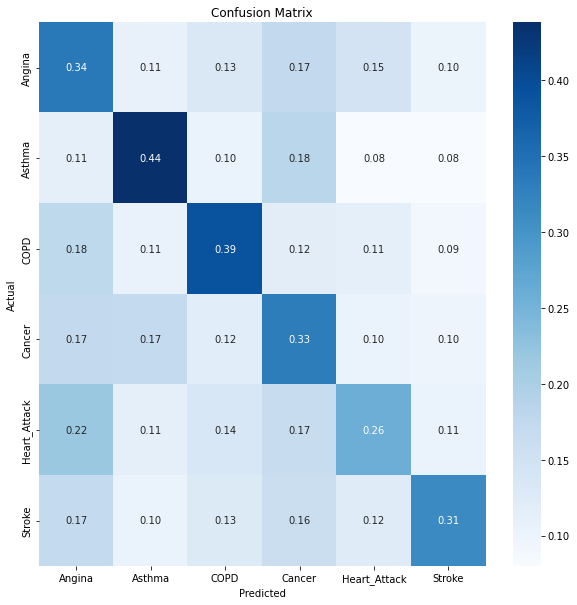 Confusion Matrix
Actual
Angina 0.34 0.11 0.13 0.17 0.15 0.10
Asthma 0.11 0.44 0.10 0.18 0.08 0.08
COPD 0.18 0.11 0.39 0.12 0.11 0.09
Cancer 0.17 0.17 0.12 0.33 0.10 0.10
Heart_Attack 0.22 0.11 0.14 0.17 0.26 0.11
Stroke 0.17 0.10 0.13 0.16 0.12 0.31
Angina Asthma COPD Cancer Heart_Attack Stroke
Predicted
0.40
0.35
0.30
0.25
0.20
0.15
0.10